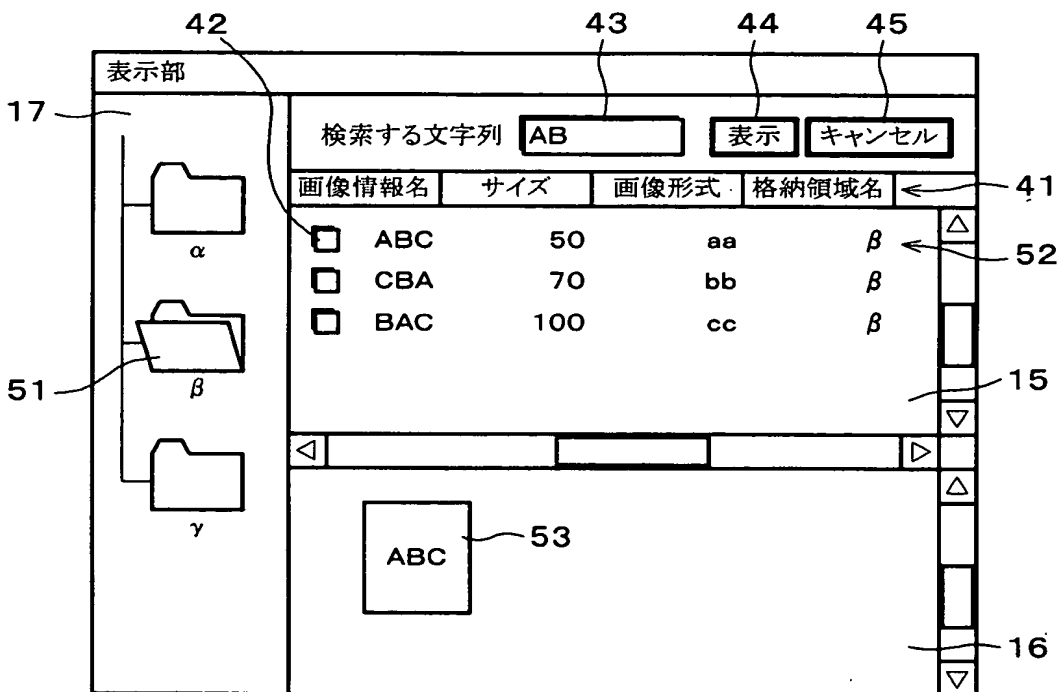 42 43 44 45
表示部
17
検索する文字列 AB 表示 キャンセル
画像情報名 サイズ 画像形式 格納領域名 41
ABC 50 aa β 52
CBA 70 bb β
BAC 100 cc β
α
51
β
15
γ
ABC 53
16